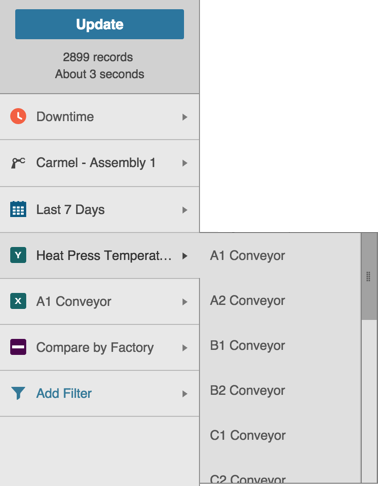 Update
2899 records
About 3 seconds
Downtime
Carmel - Assembly 1
Last 7 Days
Y
Heat Press Temperat...
X
A1 Conveyor
Compare by Factory
Add Filter
A1 Conveyor
A2 Conveyor
B1 Conveyor
B2 Conveyor
C1 Conveyor
C2 Conveyor